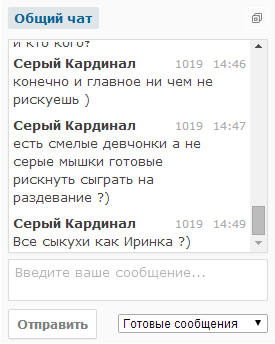 Общий чат
и кто кого?
Серый Кардинал 1019 14:46
конечно и главное ни чем не
рискуешь )
Серый Кардинал 1019 14:47
есть смелые девчонки а не
серые мышки готовые
рискнуть сыграть на
раздевание ?)
Серый Кардинал 1019 14:49
Все сыкухи как Иринка ?)
Введите ваше сообщение...
Отправить
Готовые сообщения